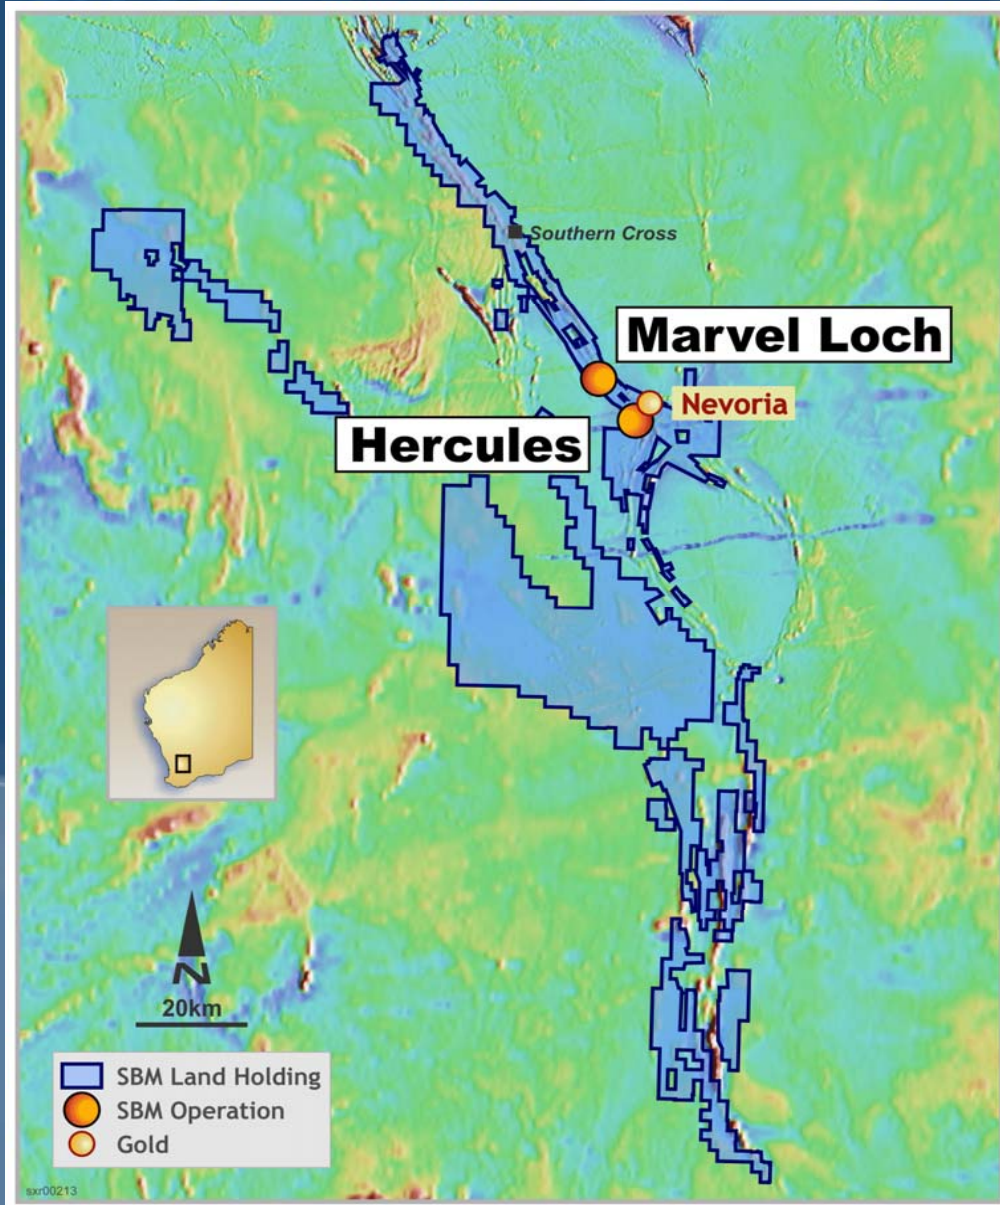 Southern Cross
Marvel Loch
Nevoria
Hercules
N
20km
SBM Land Holding
SBM Operation
Gold
sxr00213